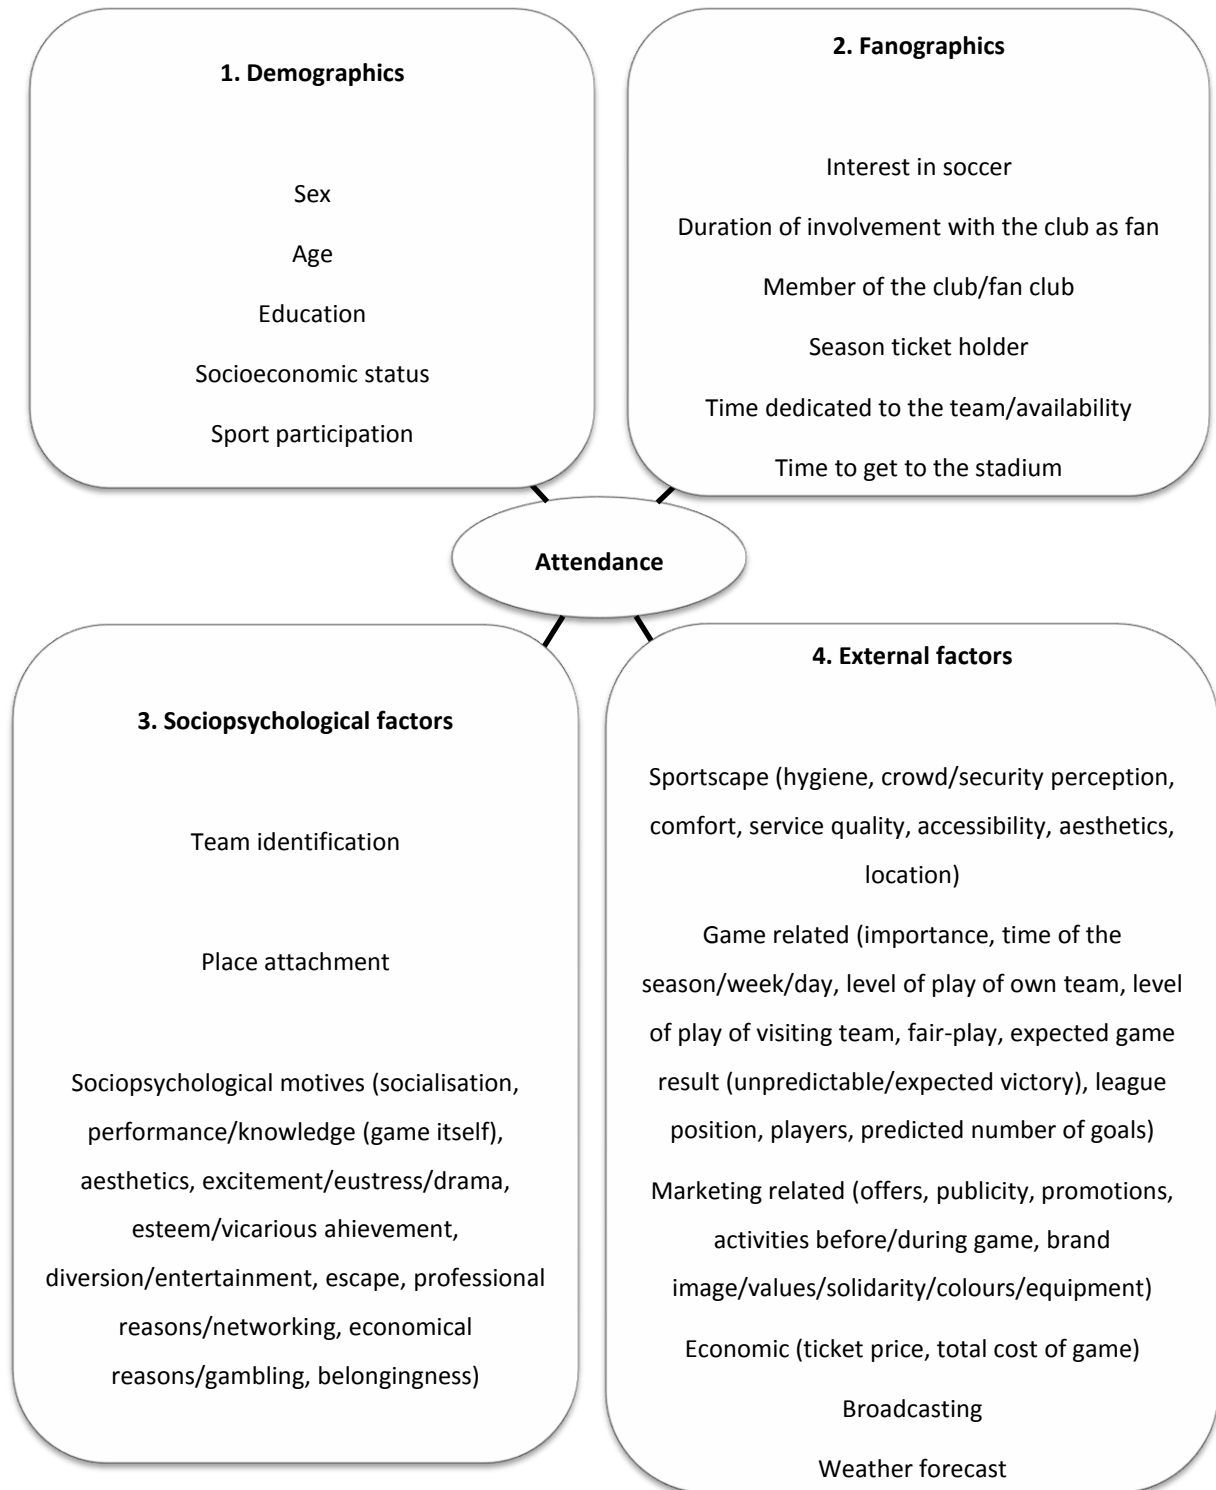 1. Demographics
Sex
Age
Education
Socioeconomic status
Sport participation
2. Fanographics
Interest in soccer
Duration of involvement with the club as fan
Member of the club/fan club
Season ticket holder
Time dedicated to the team/availability
Time to get to the stadium
Attendance
3. Sociopsychological factors
Team identification
Place attachment
Sociopsychological motives (socialisation,
performance/knowledge (game itself),
aesthetics, excitement/eustress/drama,
esteem/vicarious ahievement,
diversion/entertainment, escape, professional
reasons/networking, economical
reasons/gambling, belongingness)
4. External factors
Sportscape (hygiene, crowd/security perception,
comfort, service quality, accessibility, aesthetics,
location)
Game related (importance, time of the
season/week/day, level of play of own team, level
of play of visiting team, fair-play, expected game
result (unpredictable/expected victory), league
position, players, predicted number of goals)
Marketing related (offers, publicity, promotions,
activities before/during game, brand
image/values/solidarity/colours/equipment)
Economic (ticket price, total cost of game)
Broadcasting
Weather forecast